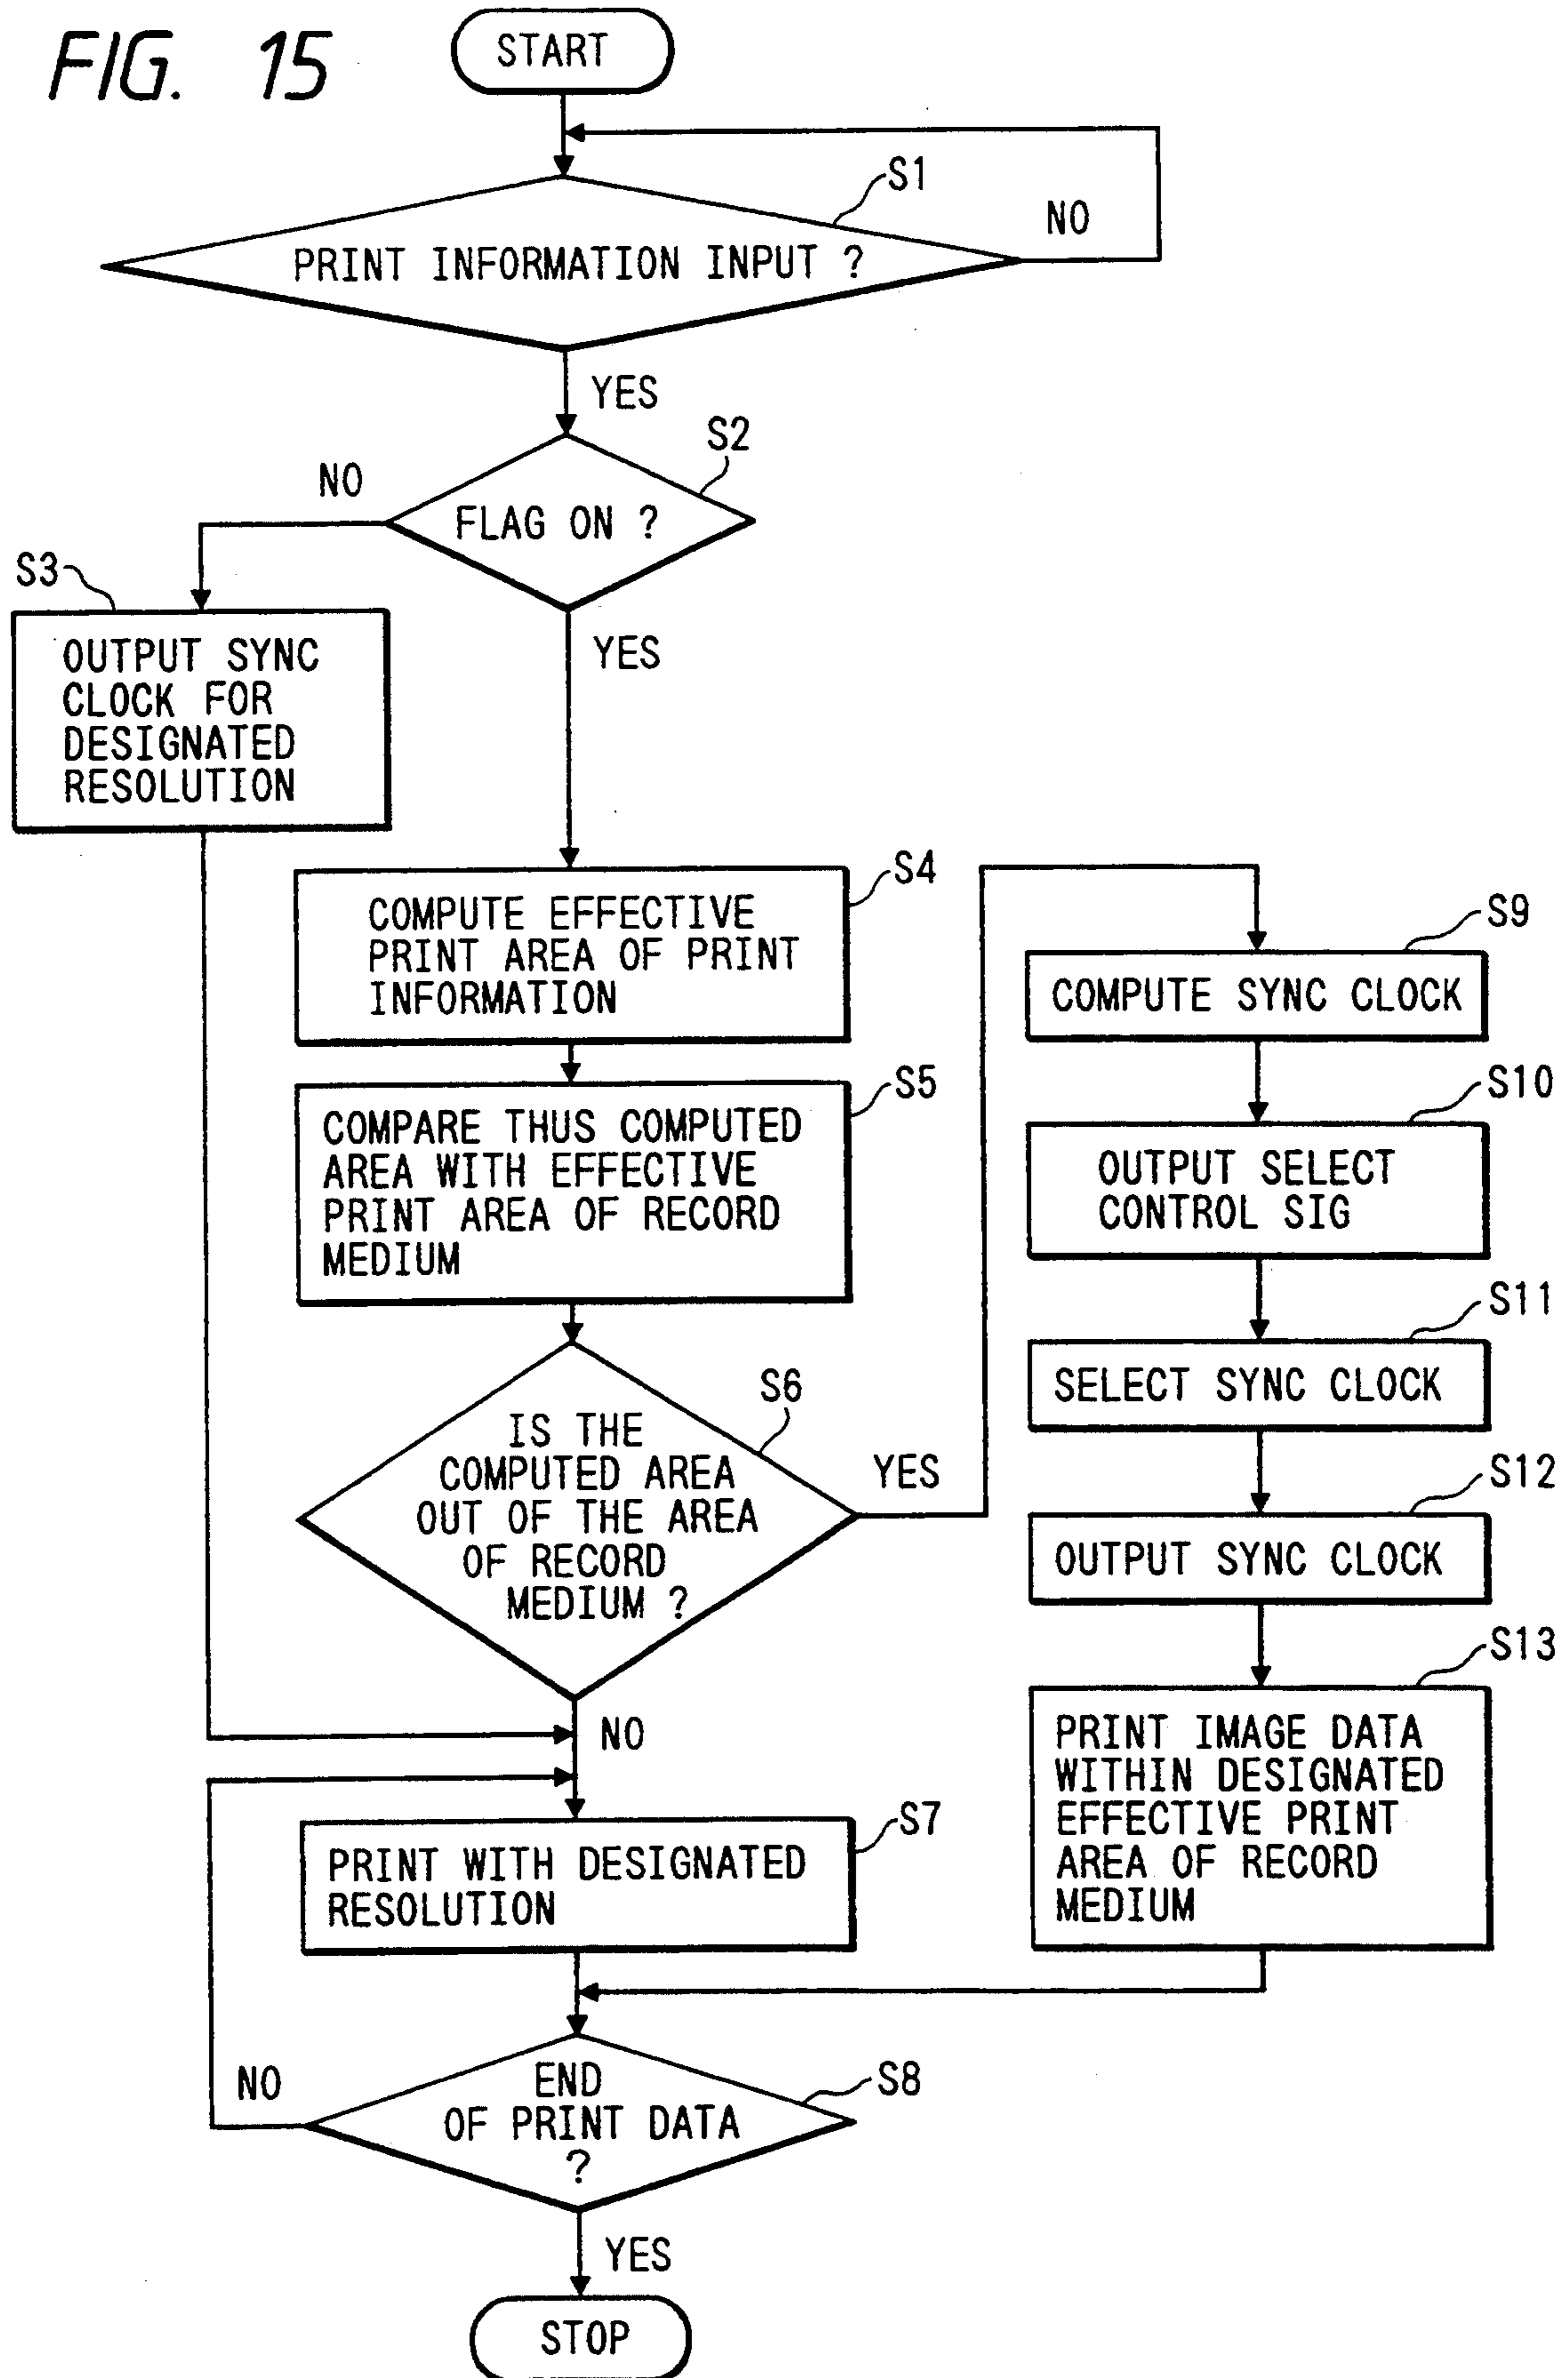 FIG. 15
START
S1
PRINT INFORMATION INPUT ?
NO
YES
S2
NO
FLAG ON ?
S3
YES
OUTPUT SYNC
CLOCK FOR
DESIGNATED
RESOLUTION
S4
COMPUTE EFFECTIVE
PRINT AREA OF PRINT
INFORMATION
S5
COMPARE THUS COMPUTED
AREA WITH EFFECTIVE
PRINT AREA OF RECORD
MEDIUM
S6
IS THE
COMPUTED AREA
OUT OF THE AREA
OF RECORD
MEDIUM ?
YES
NO
S7
PRINT WITH DESIGNATED
RESOLUTION
S8
END
OF PRINT DATA
?
NO
YES
STOP
S9
COMPUTE SYNC CLOCK
S10
OUTPUT SELECT
CONTROL SIG
S11
SELECT SYNC CLOCK
S12
OUTPUT SYNC CLOCK
S13
PRINT IMAGE DATA
WITHIN DESIGNATED
EFFECTIVE PRINT
AREA OF RECORD
MEDIUM